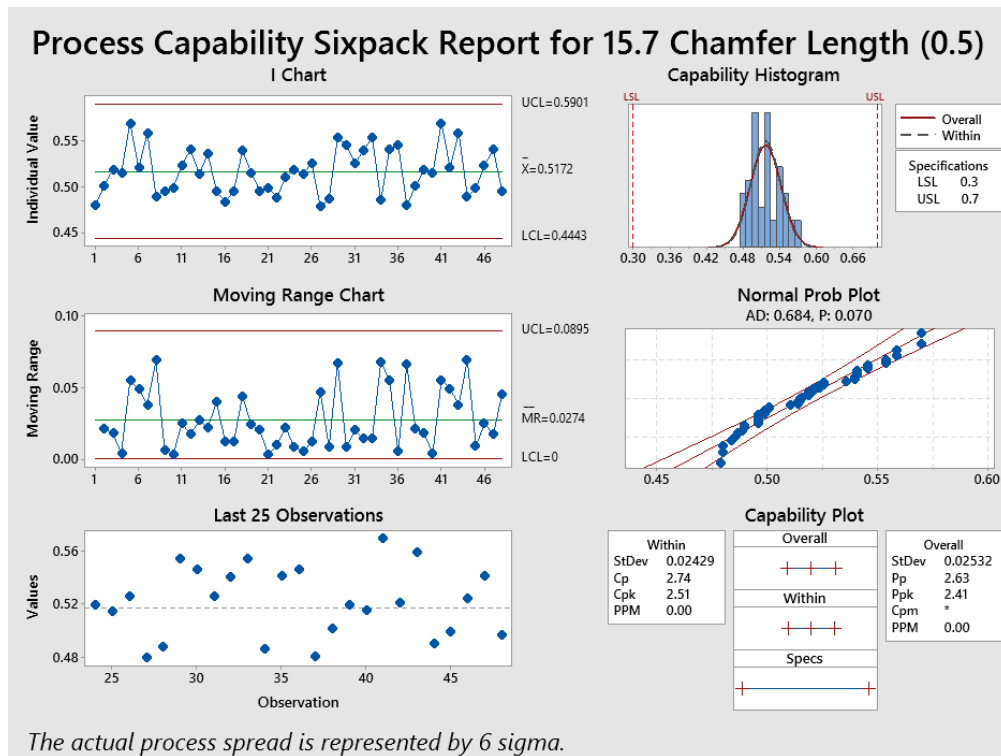 Process Capability Sixpack Report for 15.7 Chamfer Length (0.5)
I Chart
Individual Value
0.55
0.50
0.45
1 6 11 16 21 26 31 36 41 46
UCL=0.5901
X̄=0.5172
LCL=0.4443
Capability Histogram
LSL USL
0.30 0.36 0.42 0.48 0.54 0.60 0.66
Overall
Within
Specifications
LSL 0.3
USL 0.7
Moving Range Chart
Moving Range
0.10
0.05
0.00
1 6 11 16 21 26 31 36 41 46
UCL=0.0895
M̅R̅=0.0274
LCL=0
Normal Prob Plot
AD: 0.684, P: 0.070
0.45 0.50 0.55 0.60
Last 25 Observations
Values
0.56
0.52
0.48
25 30 35 40 45
Observation
Capability Plot
Within
StDev 0.02429
Cp 2.74
Cpk 2.51
PPM 0.00
Overall
Within
Specs
Overall
StDev 0.02532
Pp 2.63
Ppk 2.41
Cpm *
PPM 0.00
The actual process spread is represented by 6 sigma.